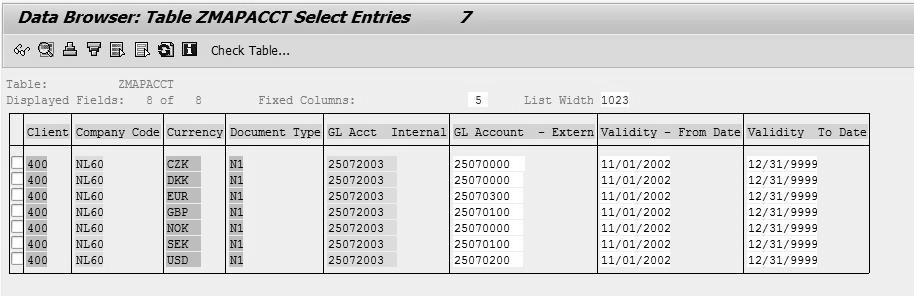 Data Browser: Table ZMAPACCT Select Entries 7
Check Table...
Table: ZMAPACCT
Displayed Fields: 8 of 8 Fixed Columns: 5 List Width 1023
Client Company Code Currency Document Type GL Acct Internal GL Account - Extern Validity - From Date Validity To Date
400 NL60 CZK N1 25072003 25070000 11/01/2002 12/31/9999
400 NL60 DKK N1 25072003 25070000 11/01/2002 12/31/9999
400 NL60 EUR N1 25072003 25070300 11/01/2002 12/31/9999
400 NL60 GBP N1 25072003 25070100 11/01/2002 12/31/9999
400 NL60 NOK N1 25072003 25070000 11/01/2002 12/31/9999
400 NL60 SEK N1 25072003 25070100 11/01/2002 12/31/9999
400 NL60 USD N1 25072003 25070200 11/01/2002 12/31/9999